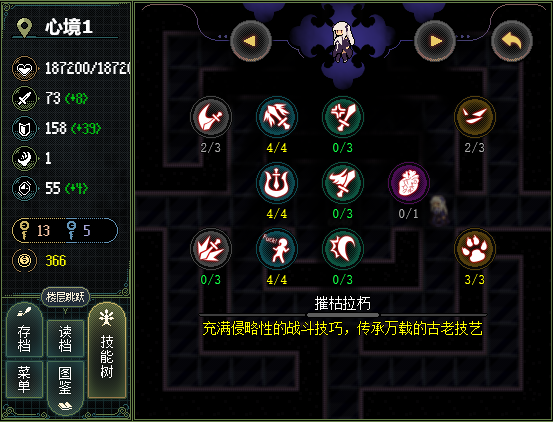 心境1
187200/18720
73 (+8)
158 (+39)
1
55 (+4)
13 5
366
楼层跳跃
存档
读档
技能树
菜单
图鉴
2/3 4/4 0/3 2/3
4/4 0/3 0/1
Fuck!
0/3 4/4 0/3 3/3
摧枯拉朽
充满侵略性的战斗技巧，传承万载的古老技艺